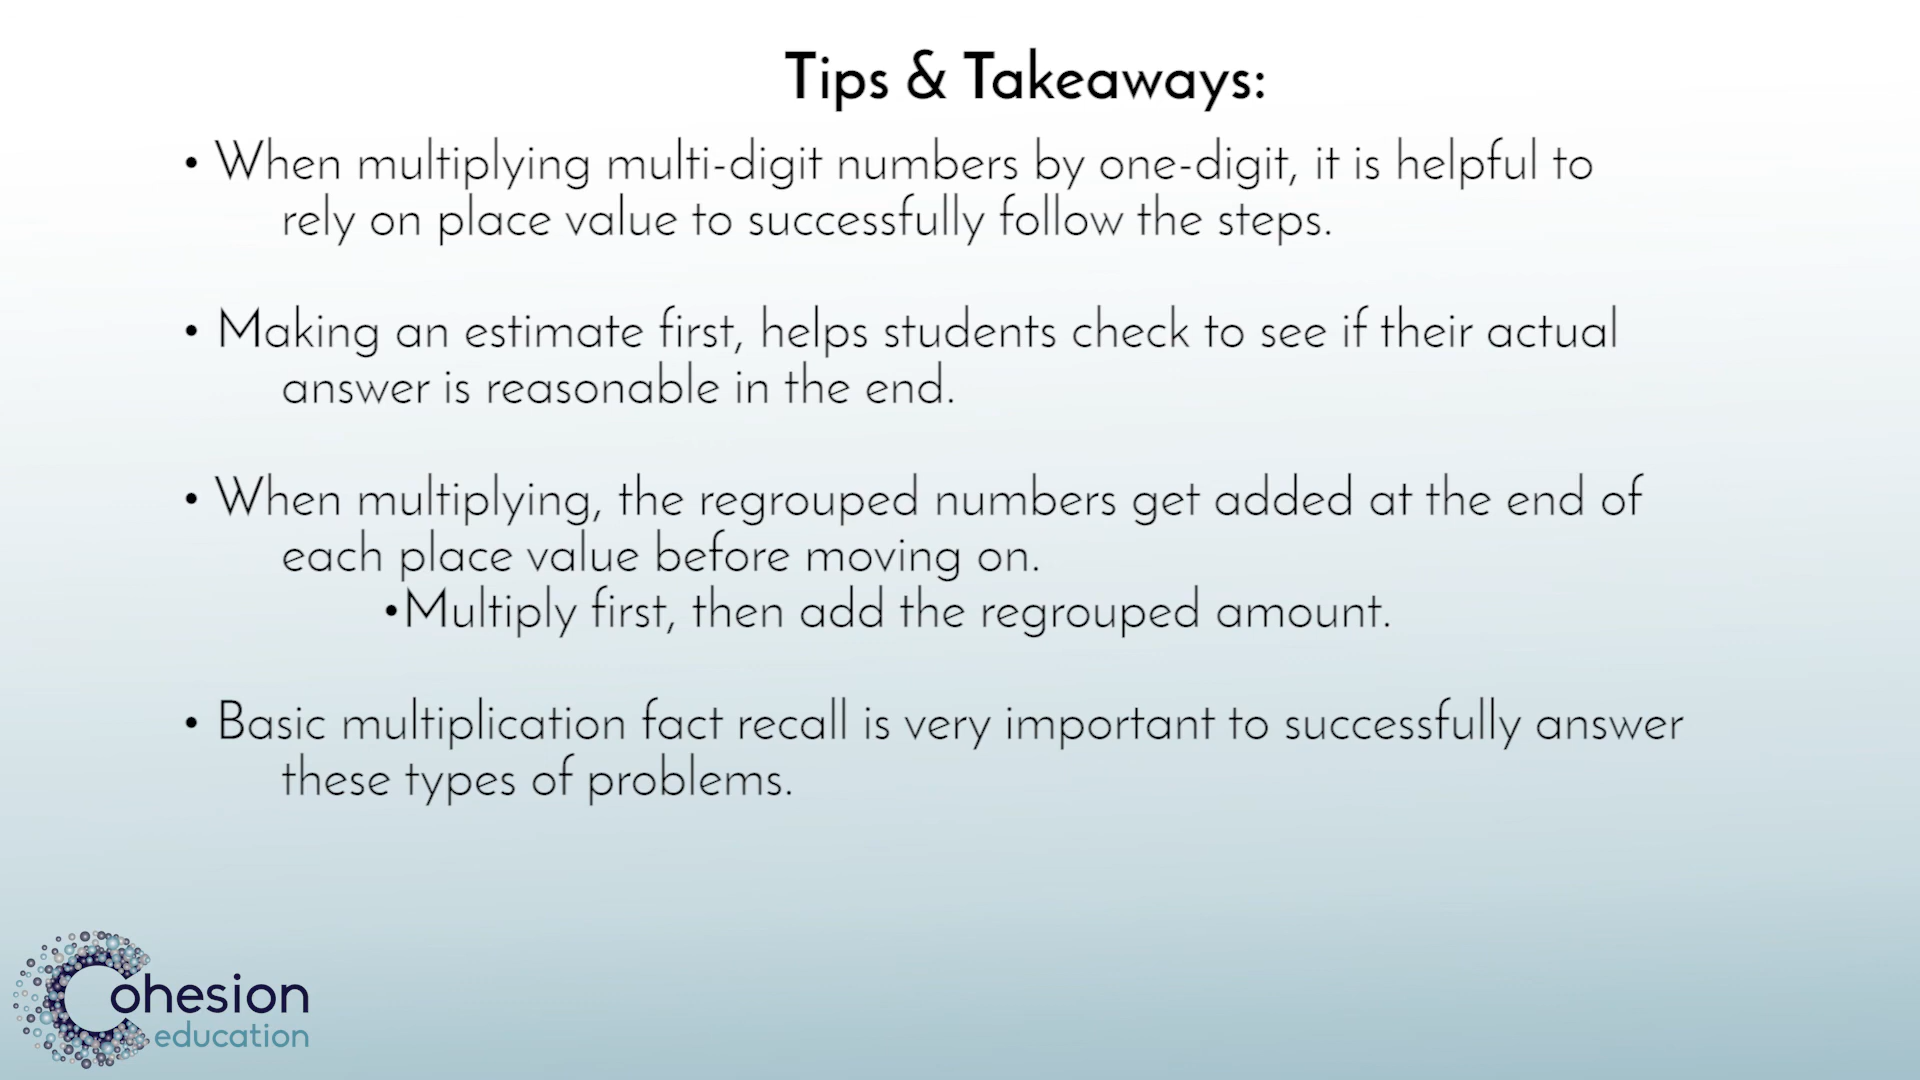 Tips & Takeaways:
• When multiplying multi-digit numbers by one-digit, it is helpful to
rely on place value to successfully follow the steps.
• Making an estimate first, helps students check to see if their actual
answer is reasonable in the end.
• When multiplying, the regrouped numbers get added at the end of
each place value before moving on.
•Multiply first, then add the regrouped amount.
• Basic multiplication fact recall is very important to successfully answer
these types of problems.
Cohesion
education